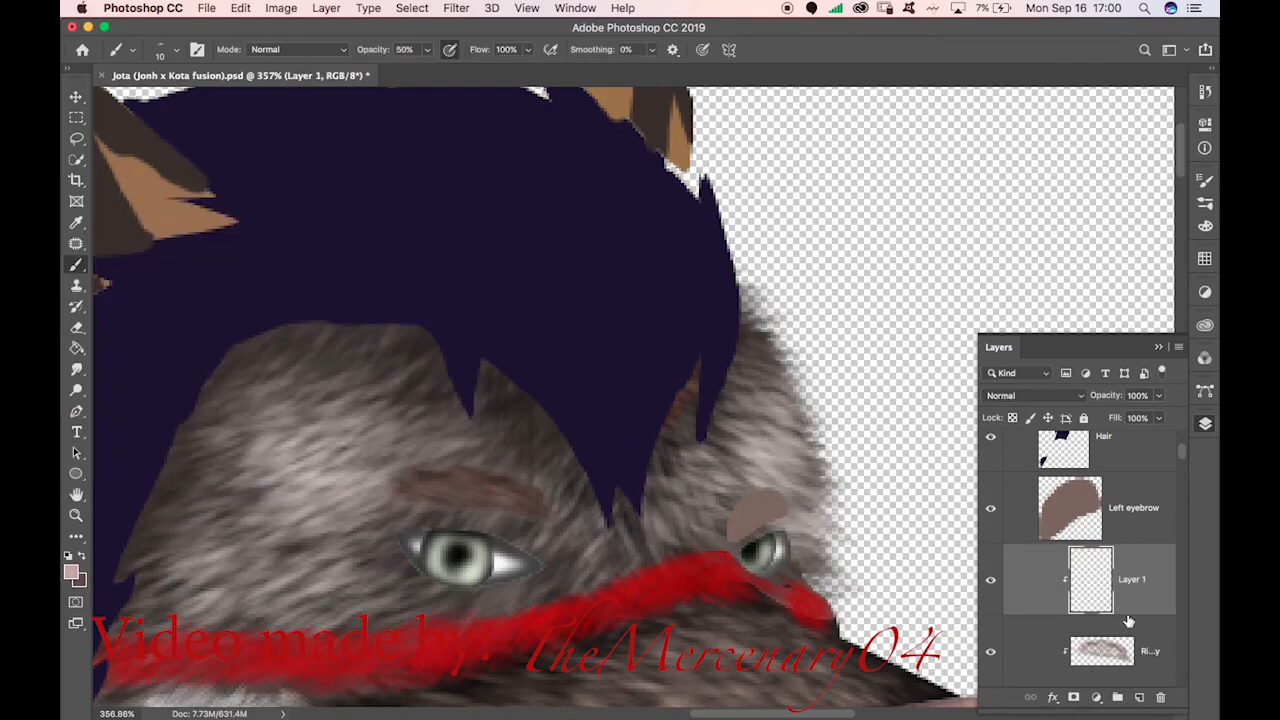 Photoshop CC File Edit Image Layer Type Select Filter 3D View Window Help 7% Mon Sep 16 17:00
Adobe Photoshop CC 2019
10 Mode: Normal Opacity: 50% Flow: 100% Smoothing: 0%
Jota (Jonh x Kota fusion).psd @ 357% (Layer 1, RGB/8*) *
Layers
Kind
Normal Opacity: 100%
Lock: Fill: 100%
Hair
Left eyebrow
Layer 1
Ri...y
Video made by: TheMercenary04
356.86% Doc: 7.73M/631.4M